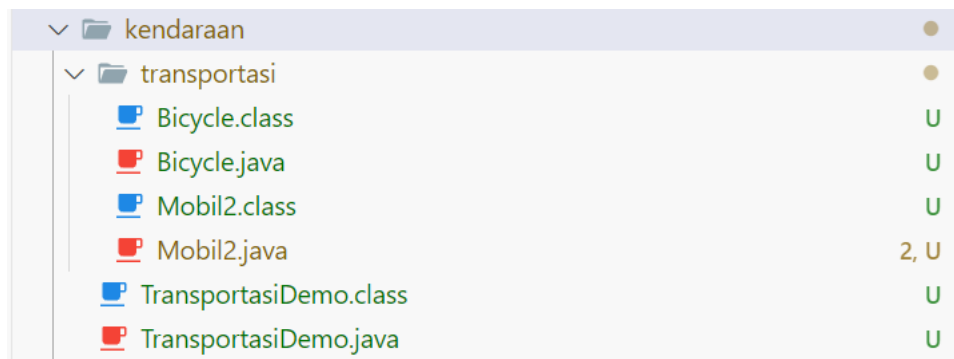 kendaraan
transportasi
Bicycle.class U
Bicycle.java U
Mobil2.class U
Mobil2.java 2, U
TransportasiDemo.class U
TransportasiDemo.java U